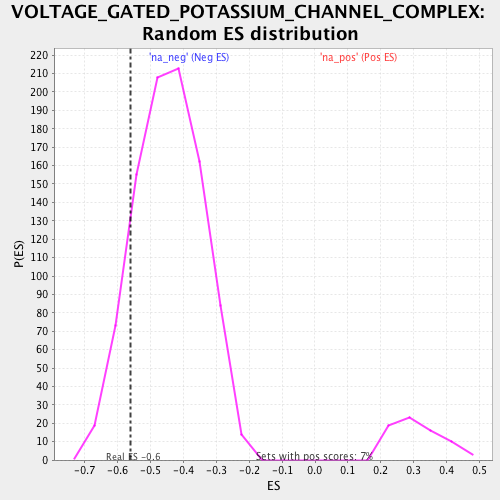 VOLTAGE_GATED_POTASSIUM_CHANNEL_COMPLEX:
Random ES distribution
'na_neg' (Neg ES)
'na_pos' (Pos ES)
P(ES)
220
210
200
190
180
170
160
150
140
130
120
110
100
90
80
70
60
50
40
30
20
10
0
Real ES -0.6
Sets with pos scores: 7%
-0.7 -0.6 -0.5 -0.4 -0.3 -0.2 -0.1 0.0 0.1 0.2 0.3 0.4 0.5
ES